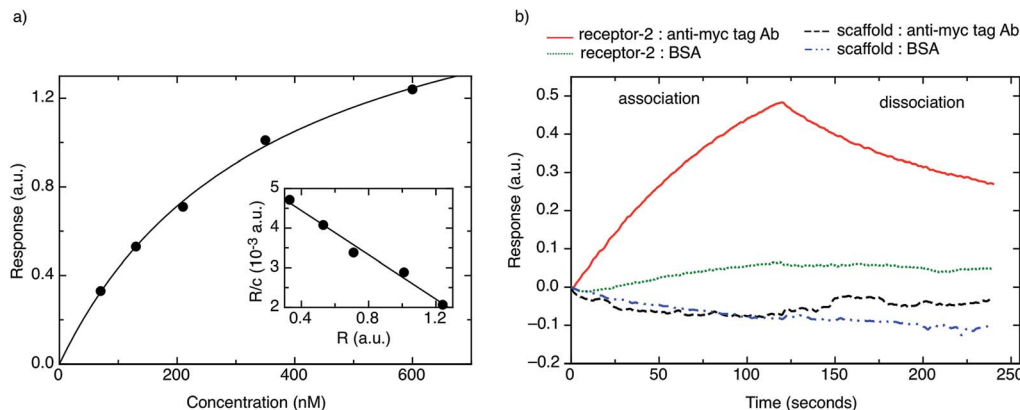 a)
Response (a.u.)
1.2
0.8
0.4
0.0
0
200
400
600
Concentration (nM)
R/c (10⁻³ a.u.)
5
4
3
2
0.4
0.8
1.2
R (a.u.)
b)
receptor-2 : anti-myc tag Ab
receptor-2 : BSA
scaffold : anti-myc tag Ab
scaffold : BSA
association
dissociation
Response (a.u.)
0.5
0.4
0.3
0.2
0.1
0.0
−0.1
−0.2
0
50
100
150
200
250
Time (seconds)